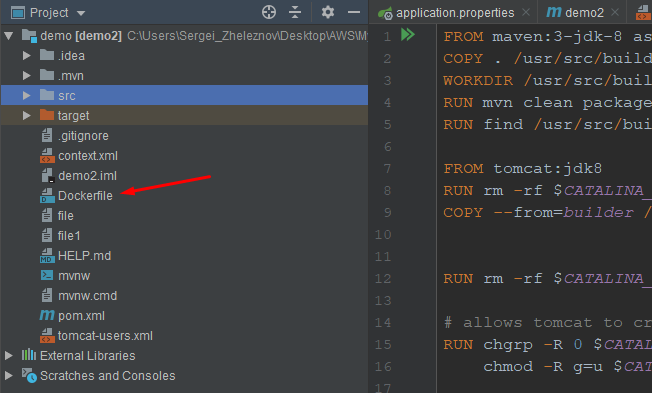 Project
demo [demo2] C:\Users\Sergei_Zheleznov\Desktop\AWS\My
.idea
.mvn
src
target
.gitignore
context.xml
demo2.iml
Dockerfile
file
file1
HELP.md
mvnw
mvnw.cmd
pom.xml
tomcat-users.xml
External Libraries
Scratches and Consoles
application.properties
demo2
1 FROM maven:3-jdk-8 as
2 COPY . /usr/src/buil
3 WORKDIR /usr/src/buil
4 RUN mvn clean package
5 RUN find /usr/src/bui
6
7 FROM tomcat:jdk8
8 RUN rm -rf $CATALINA_
9 COPY --from=builder /
10
11
12 RUN rm -rf $CATALINA_
13
14 # allows tomcat to cr
15 RUN chgrp -R 0 $CATAL
16 chmod -R g=u $CAT
17